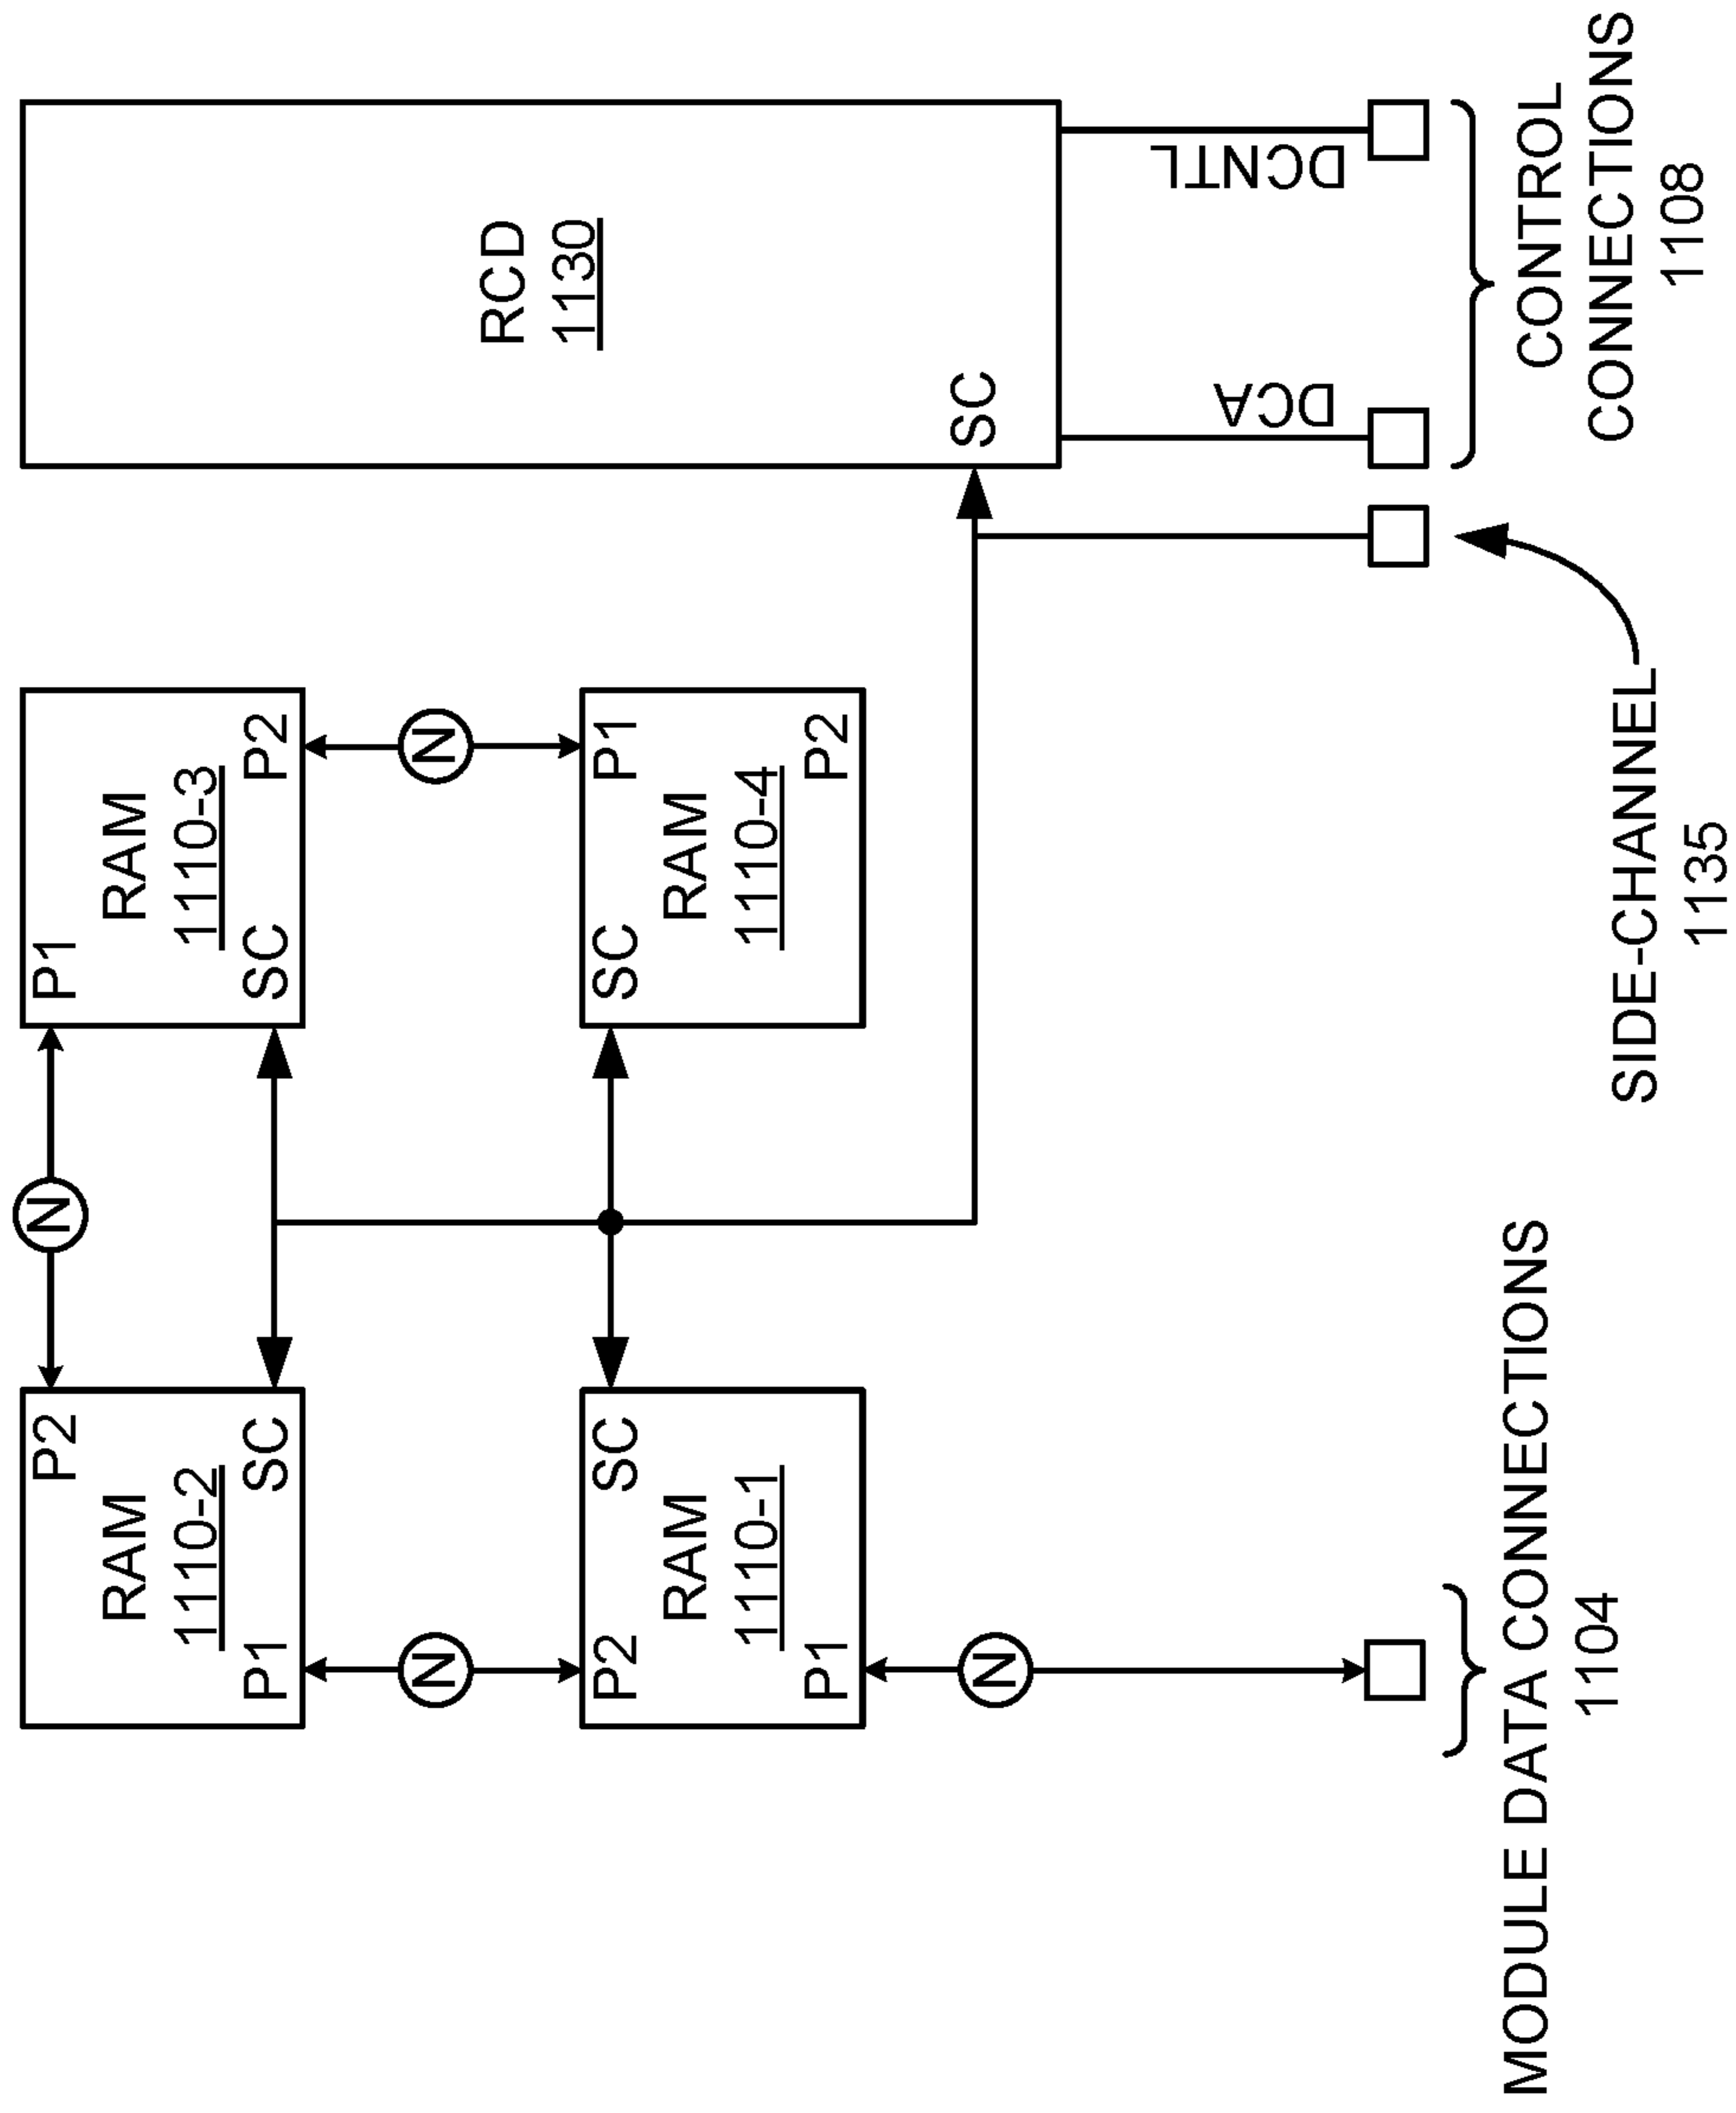 P2
RAM
1110-2
P1
SC
N
P1
RAM
1110-3
SC
P2
RCD
1130
SC
N
N
P2
SC
RAM
1110-1
P1
SC
P1
RAM
1110-4
P2
N
DCA
DCNTL
MODULE DATA CONNECTIONS
1104
SIDE-CHANNEL
1135
CONTROL
CONNECTIONS
1108